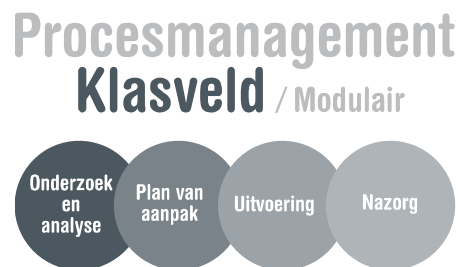 Procesmanagement
Klasveld / Modulair
Onderzoek
en
analyse
Plan van
aanpak
Uitvoering
Nazorg